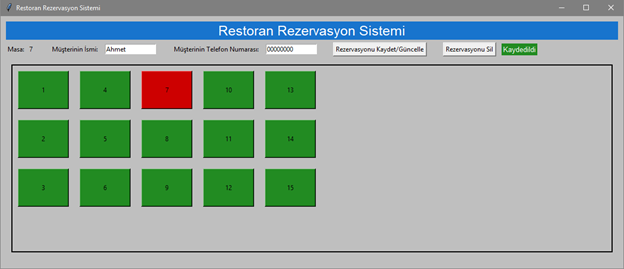 Restoran Rezervasyon Sistemi
Restoran Rezervasyon Sistemi
Masa: 7 Müşterinin İsmi: Ahmet Müşterinin Telefon Numarası: 00000000 Rezervasyonu Kaydet/Güncelle Rezervasyonu Sil Kaydedildi
1 4 7 10 13
2 5 8 11 14
3 6 9 12 15